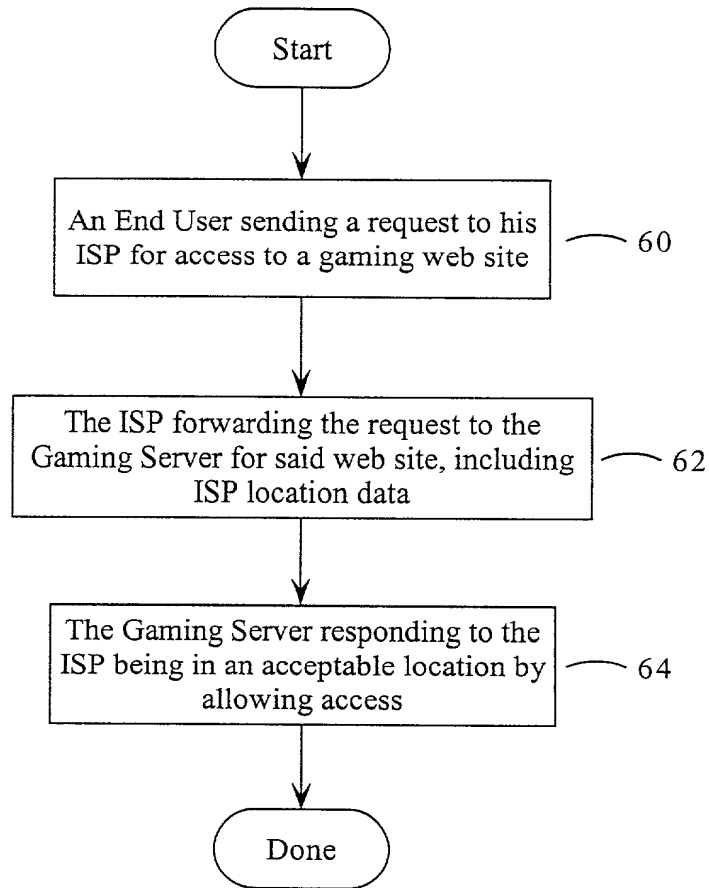 Start
An End User sending a request to his
ISP for access to a gaming web site
60
The ISP forwarding the request to the
Gaming Server for said web site, including
ISP location data
62
The Gaming Server responding to the
ISP being in an acceptable location by
allowing access
64
Done